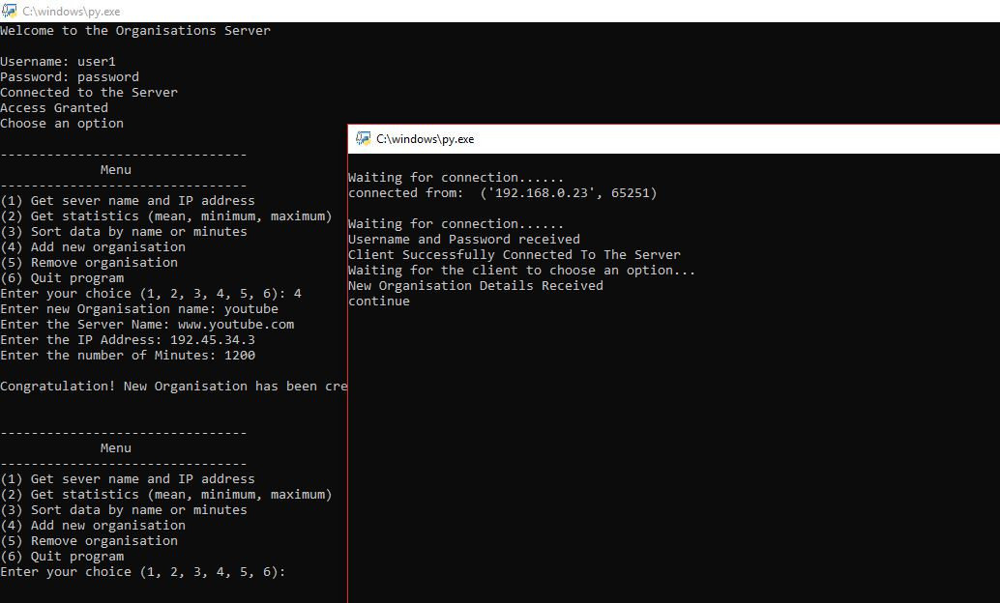 C:\windows\py.exe
Welcome to the Organisations Server
Username: user1
Password: password
Connected to the Server
Access Granted
Choose an option
--------------------------------
Menu
--------------------------------
(1) Get sever name and IP address
(2) Get statistics (mean, minimum, maximum)
(3) Sort data by name or minutes
(4) Add new organisation
(5) Remove organisation
(6) Quit program
Enter your choice (1, 2, 3, 4, 5, 6): 4
Enter new Organisation name: youtube
Enter the Server Name: www.youtube.com
Enter the IP Address: 192.45.34.3
Enter the number of Minutes: 1200
Congratulation! New Organisation has been cre
--------------------------------
Menu
--------------------------------
(1) Get sever name and IP address
(2) Get statistics (mean, minimum, maximum)
(3) Sort data by name or minutes
(4) Add new organisation
(5) Remove organisation
(6) Quit program
Enter your choice (1, 2, 3, 4, 5, 6):
C:\windows\py.exe
Waiting for connection......
connected from:  ('192.168.0.23', 65251)
Waiting for connection......
Username and Password received
Client Successfully Connected To The Server
Waiting for the client to choose an option...
New Organisation Details Received
continue